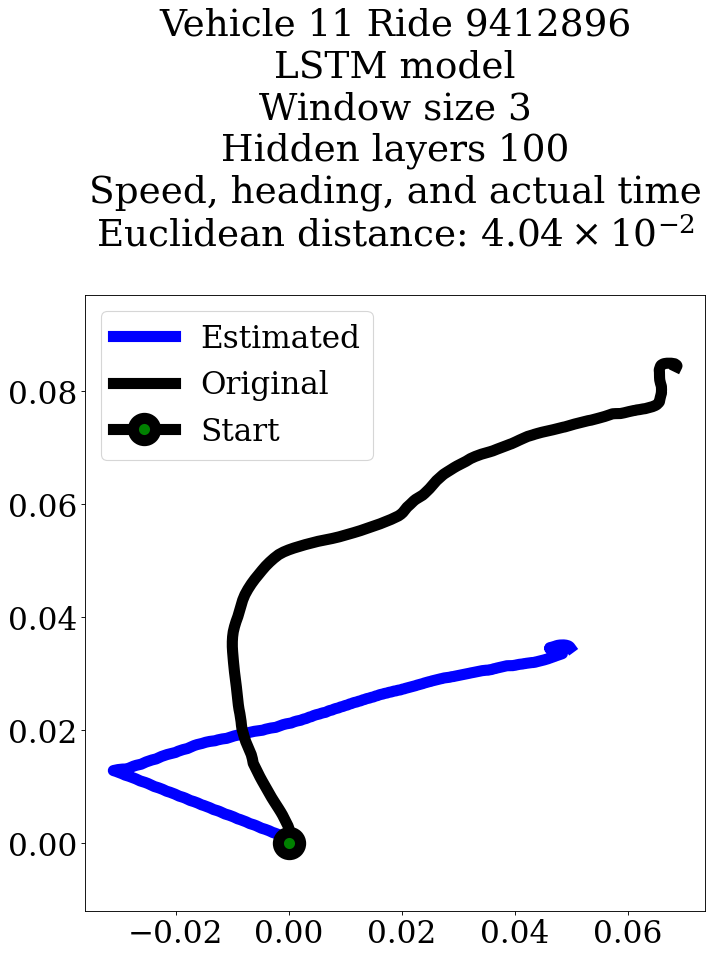 Vehicle 11 Ride 9412896
LSTM model
Window size 3
Hidden layers 100
Speed, heading, and actual time
Euclidean distance: 4.04 × 10⁻²
Estimated
Original
Start
0.08
0.06
0.04
0.02
0.00
−0.02 0.00 0.02 0.04 0.06